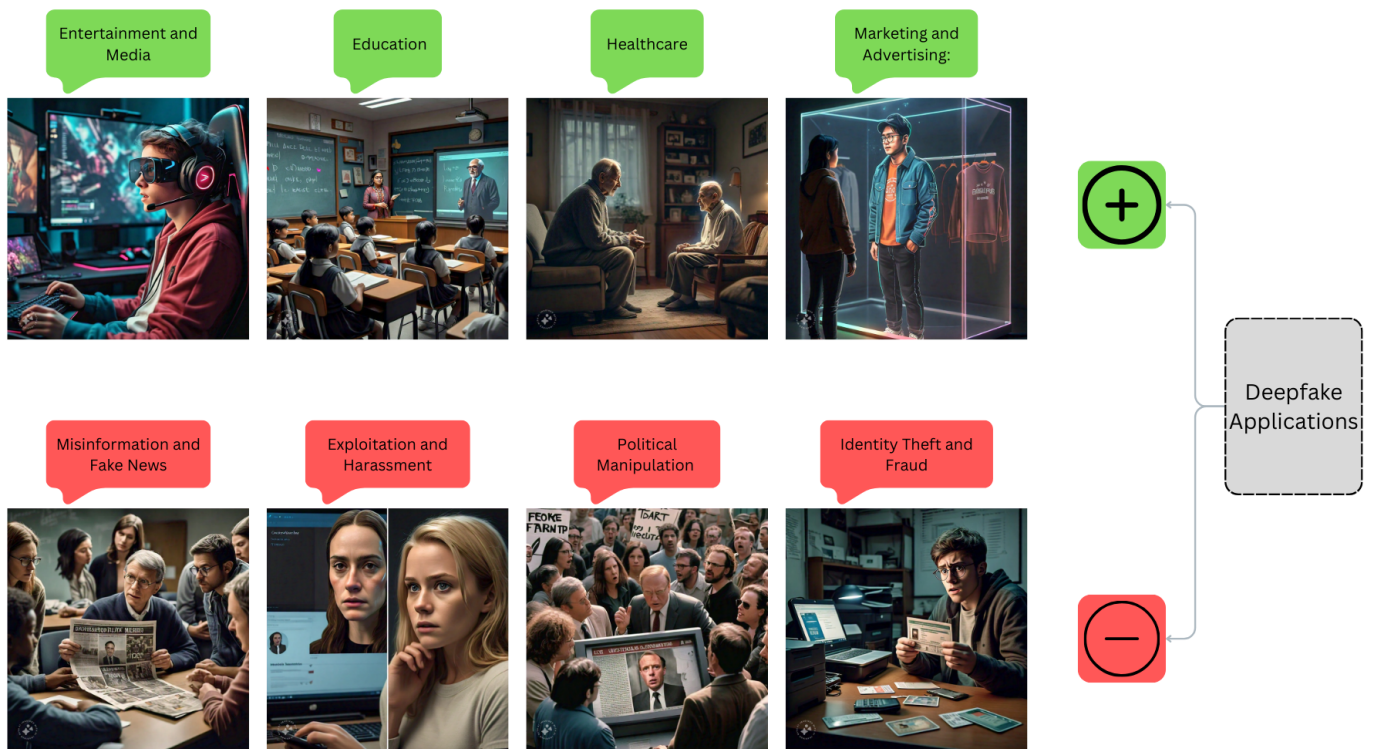 Entertainment and
Media
Education
Healthcare
Marketing and
Advertising:
Deepfake
Applications
Misinformation and
Fake News
Exploitation and
Harassment
Political
Manipulation
Identity Theft and
Fraud